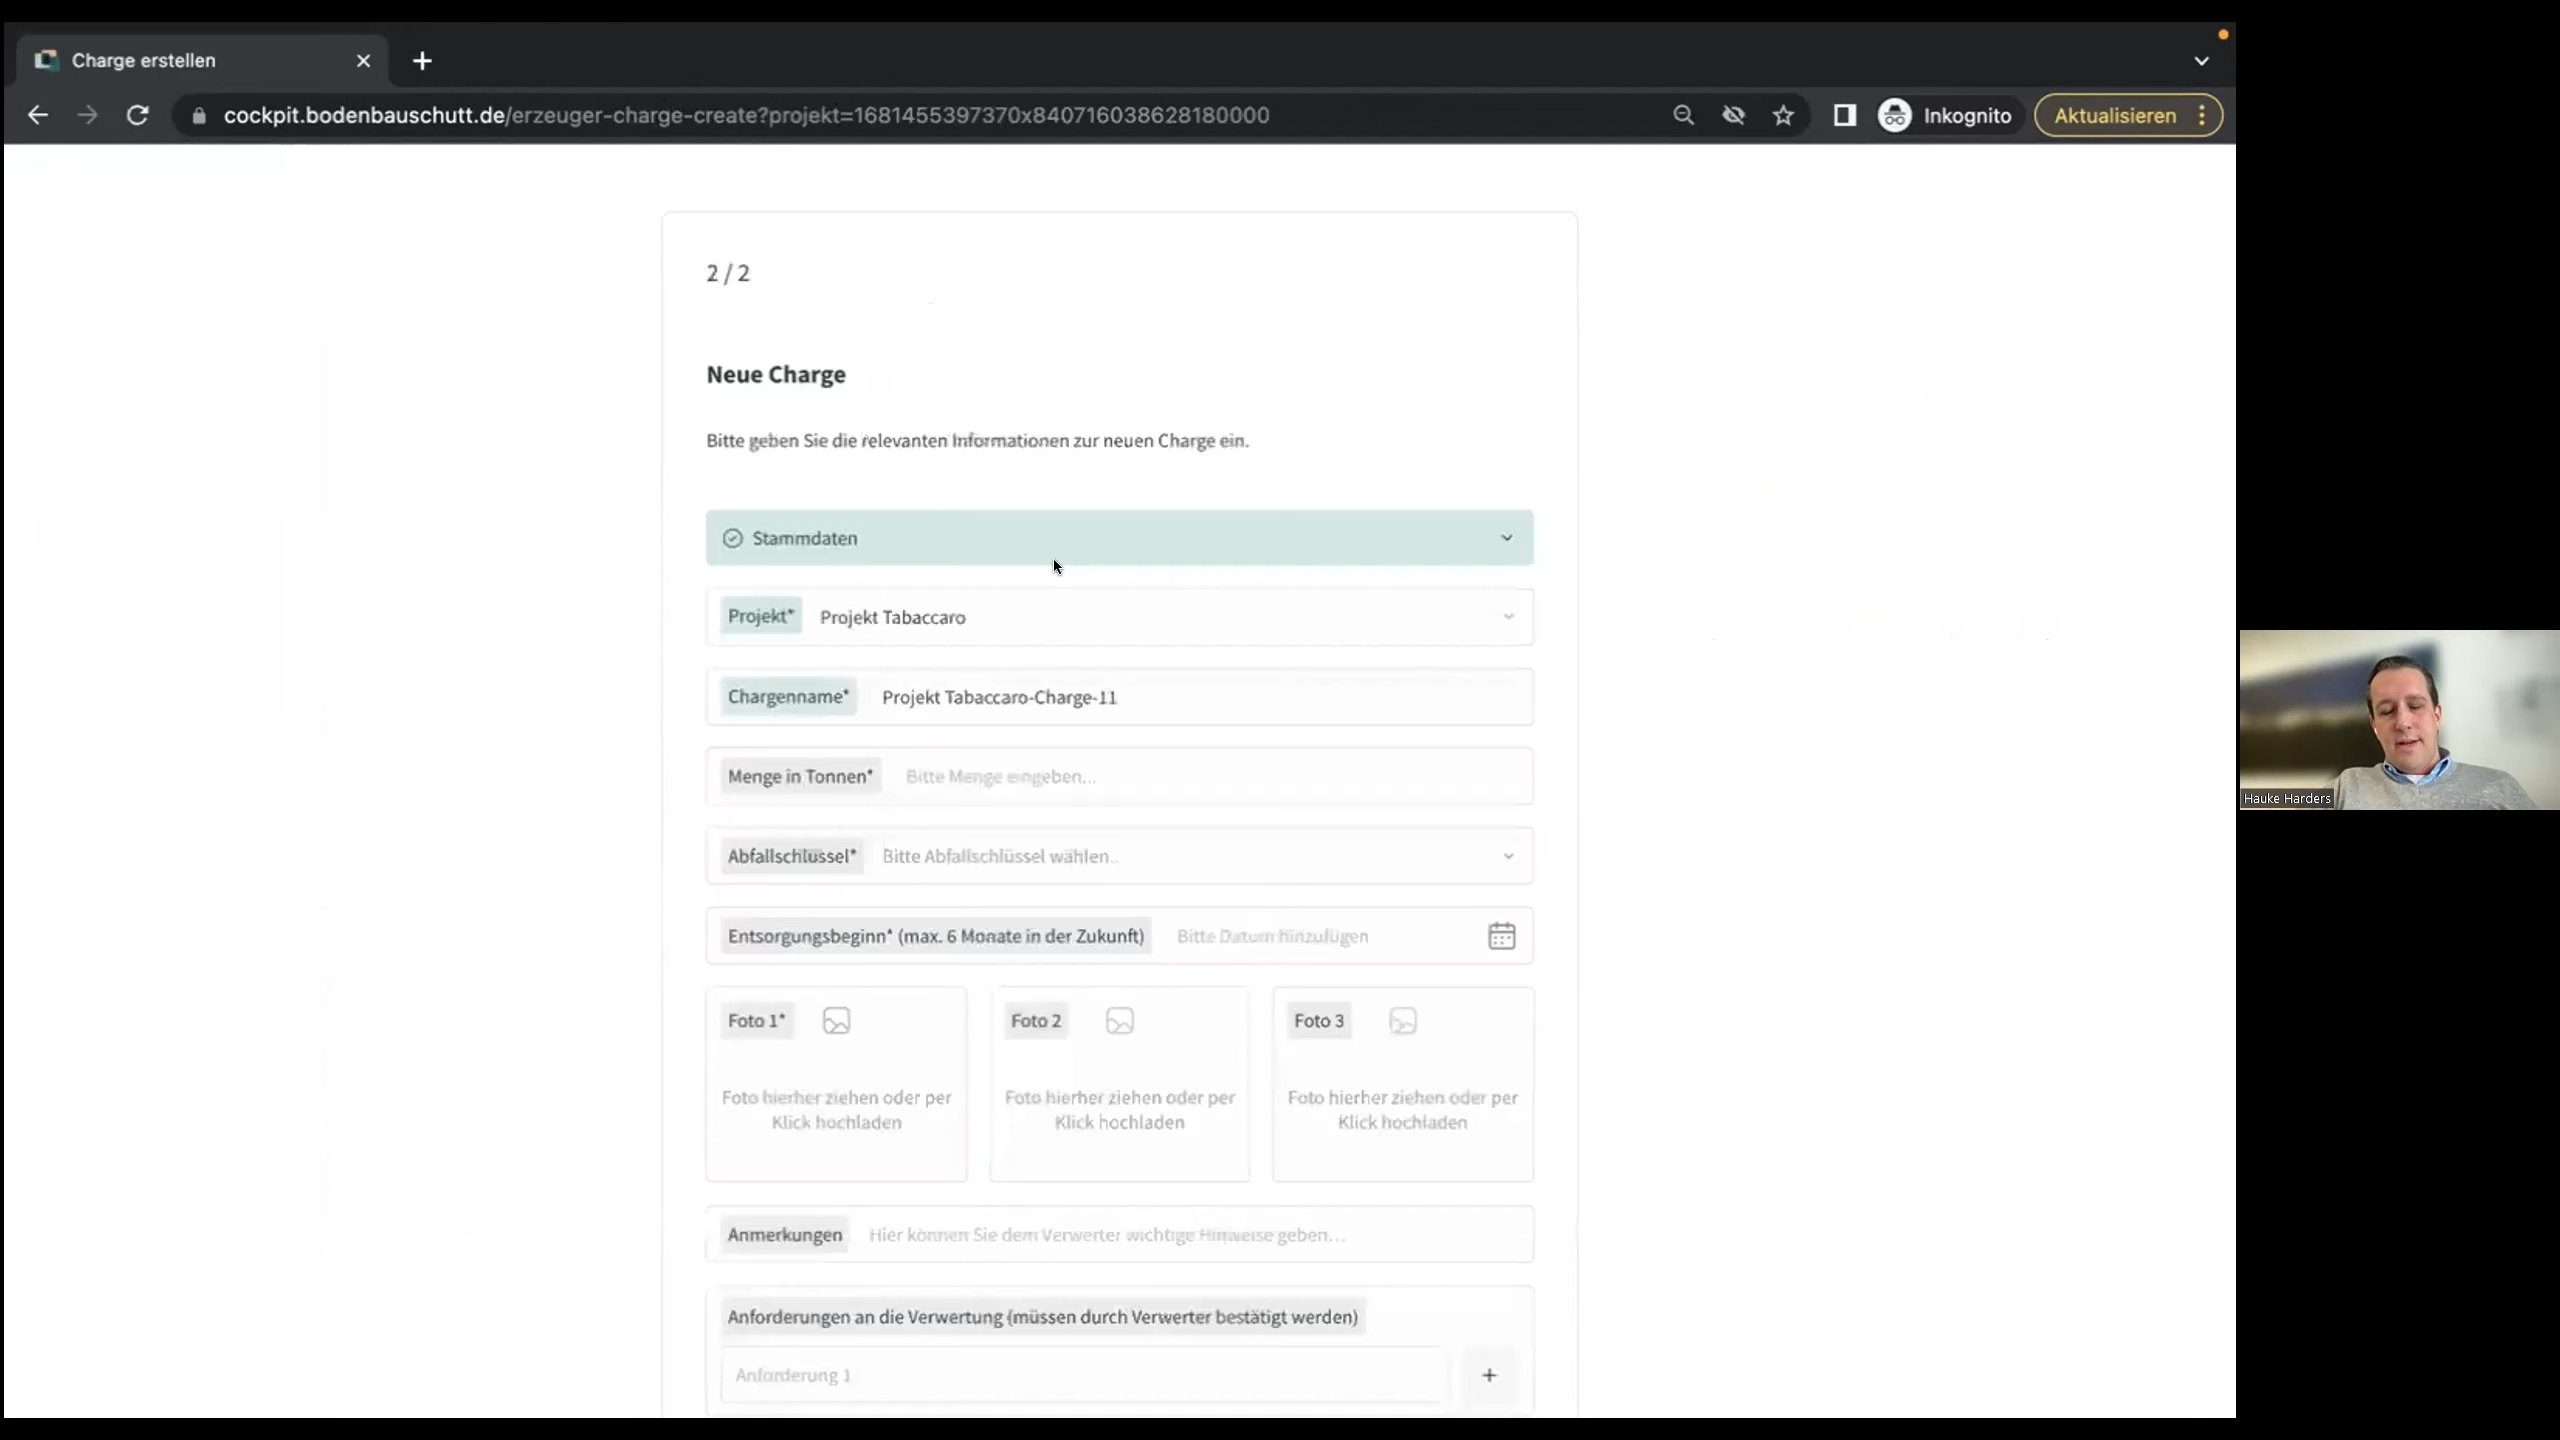 Charge erstellen
cockpit.bodenbauschutt.de/erzeuger-charge-create?projekt=1681455397370x840716038628180000
Inkognito
Aktualisieren
2 / 2
Neue Charge
Bitte geben Sie die relevanten Informationen zur neuen Charge ein.
Stammdaten
Projekt* Projekt Tabaccaro
Chargenname* Projekt Tabaccaro-Charge-11
Menge in Tonnen* Bitte Menge eingeben...
Abfallschlüssel* Bitte Abfallschlüssel wählen..
Entsorgungsbeginn* (max. 6 Monate in der Zukunft) Bitte Datum hinzufügen
Foto 1* Foto 2 Foto 3
Foto hierher ziehen oder per Klick hochladen
Foto hierher ziehen oder per Klick hochladen
Foto hierher ziehen oder per Klick hochladen
Anmerkungen Hier können Sie dem Verwerter wichtige Hinweise geben...
Anforderungen an die Verwertung (müssen durch Verwerter bestätigt werden)
Anforderung 1
Hauke Harders